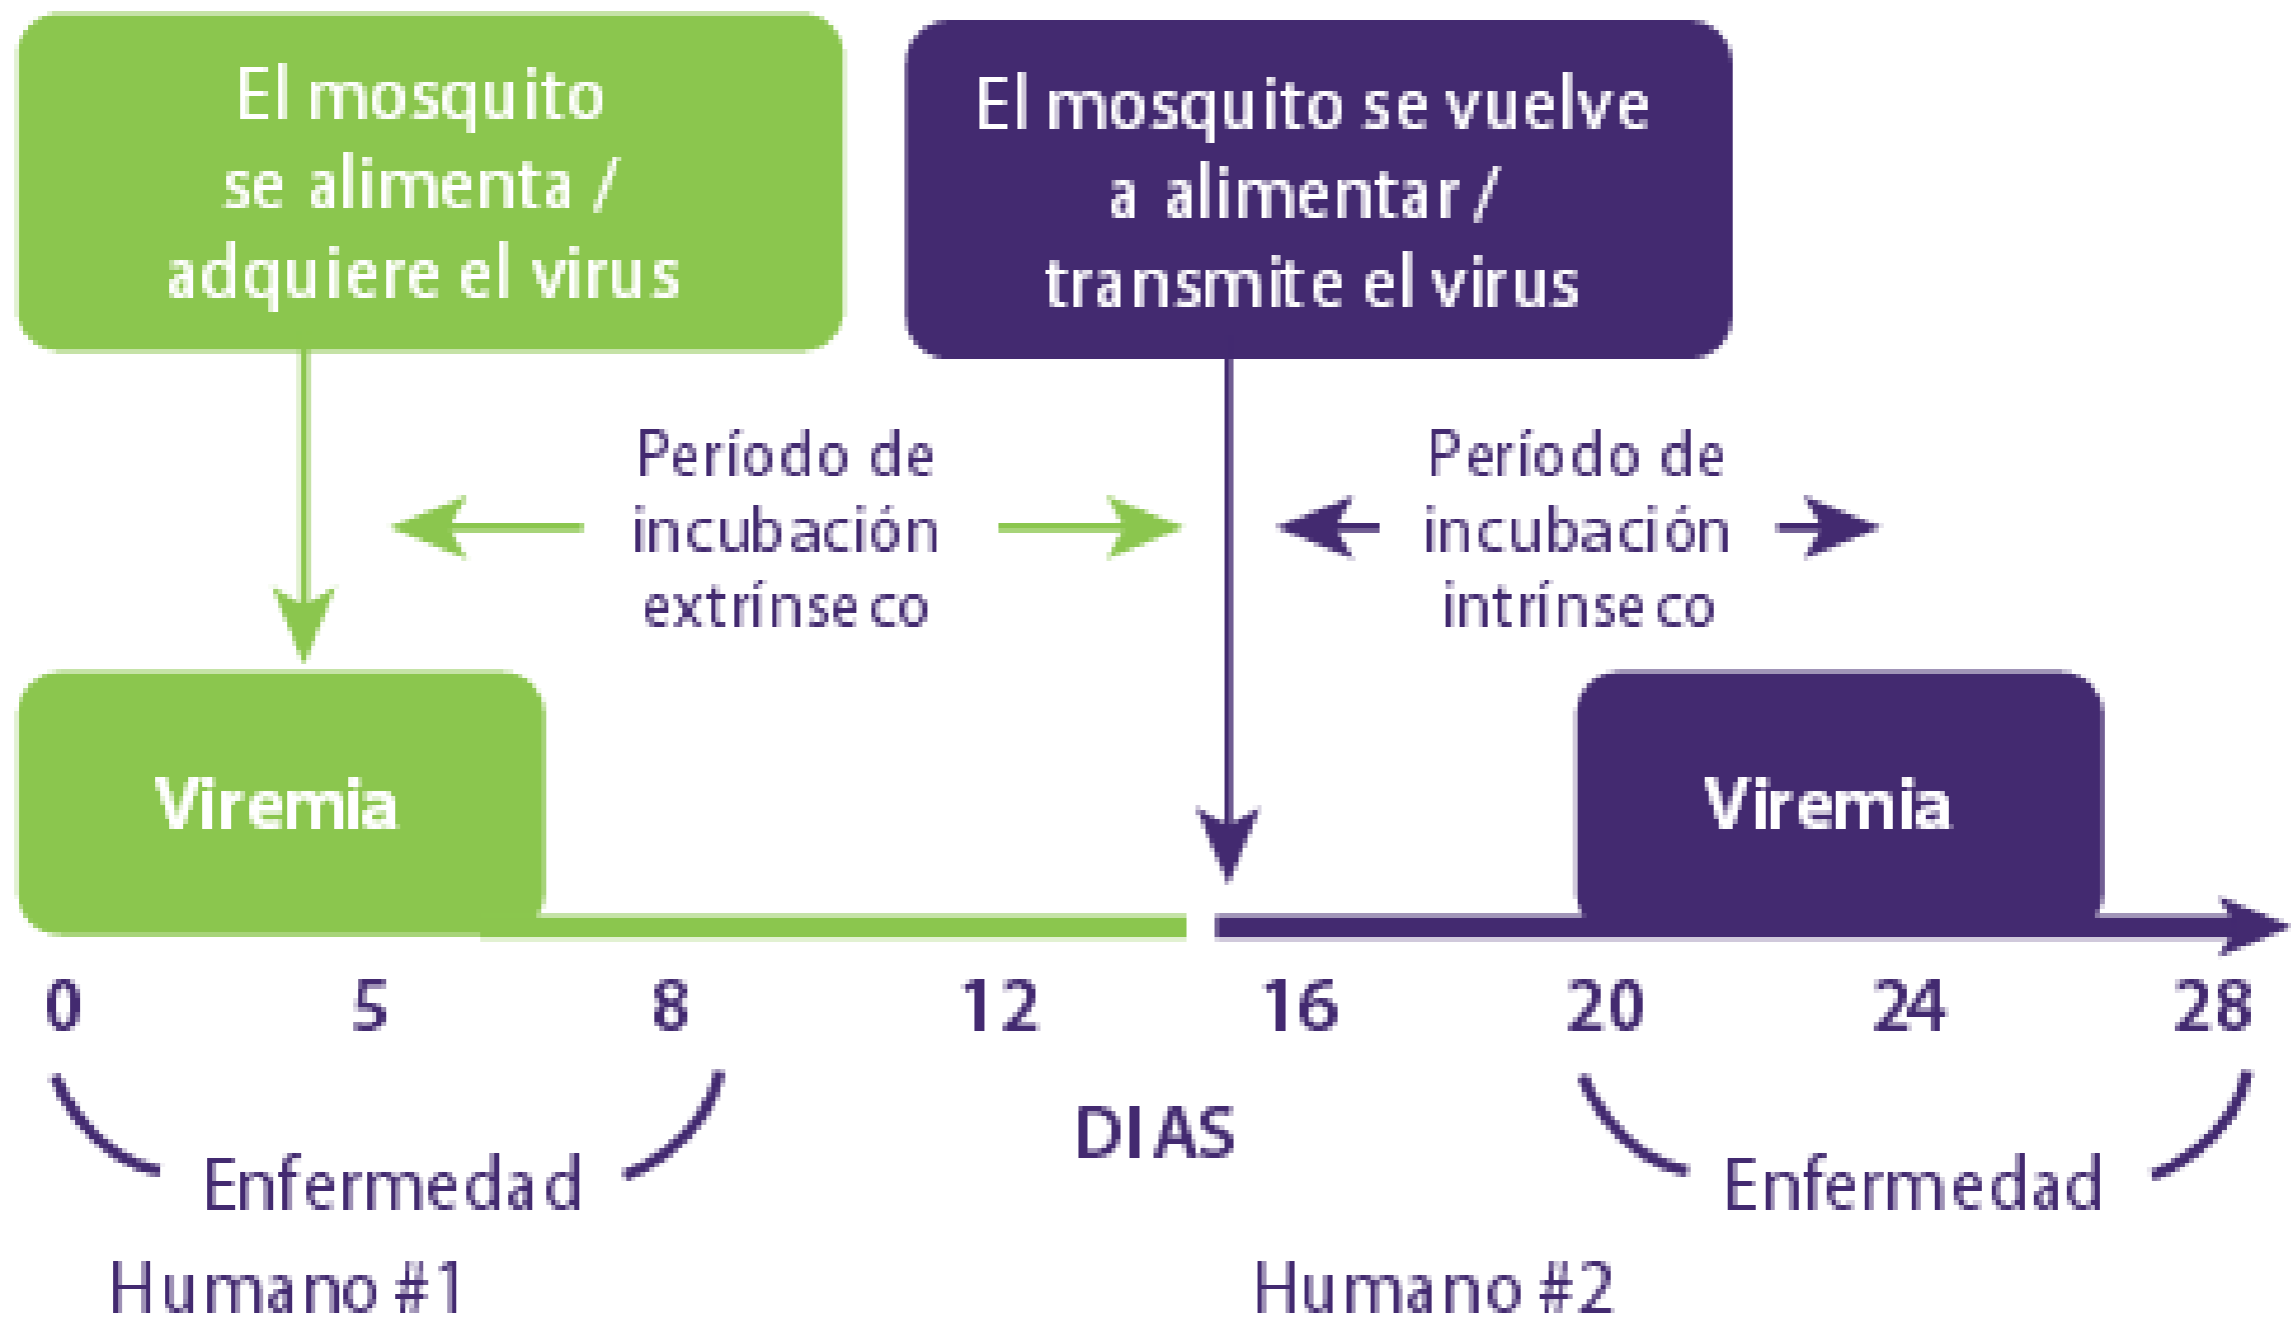 El mosquito
se alimenta /
adquiere el virus
El mosquito se vuelve
a alimentar /
transmite el virus
Período de
incubación
extrínseco
Período de
incubación
intrínseco
Viremia
Viremia
0 5 8 12 16 20 24 28
DIAS
Enfermedad
Enfermedad
Humano #1
Humano #2